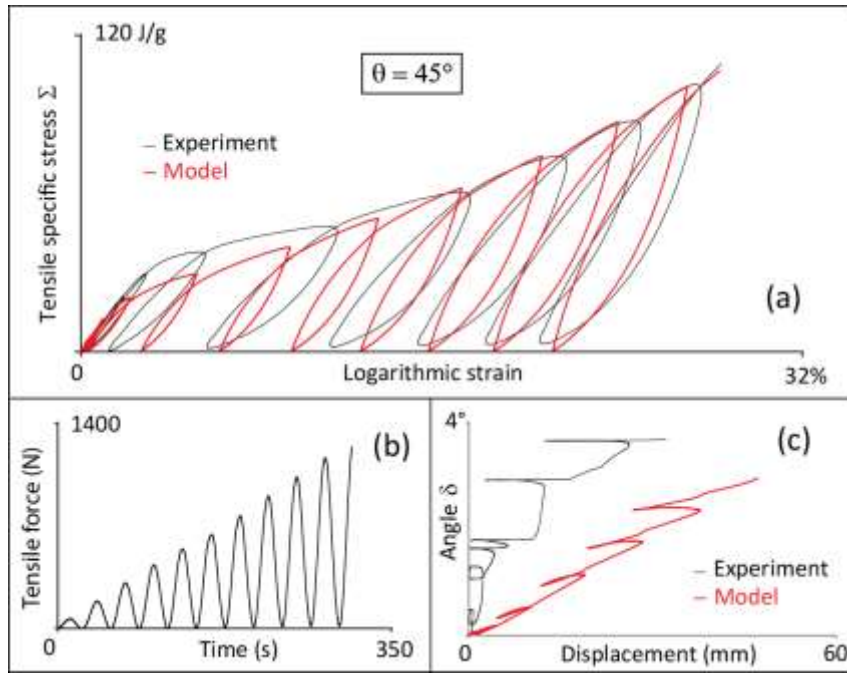 120 J/g
θ = 45°
Tensile specific stress Σ
– Experiment
– Model
(a)
0
Logarithmic strain
32%
1400
(b)
Tensile force (N)
0
Time (s)
350
4°
(c)
Angle δ
– Experiment
– Model
0
Displacement (mm)
60